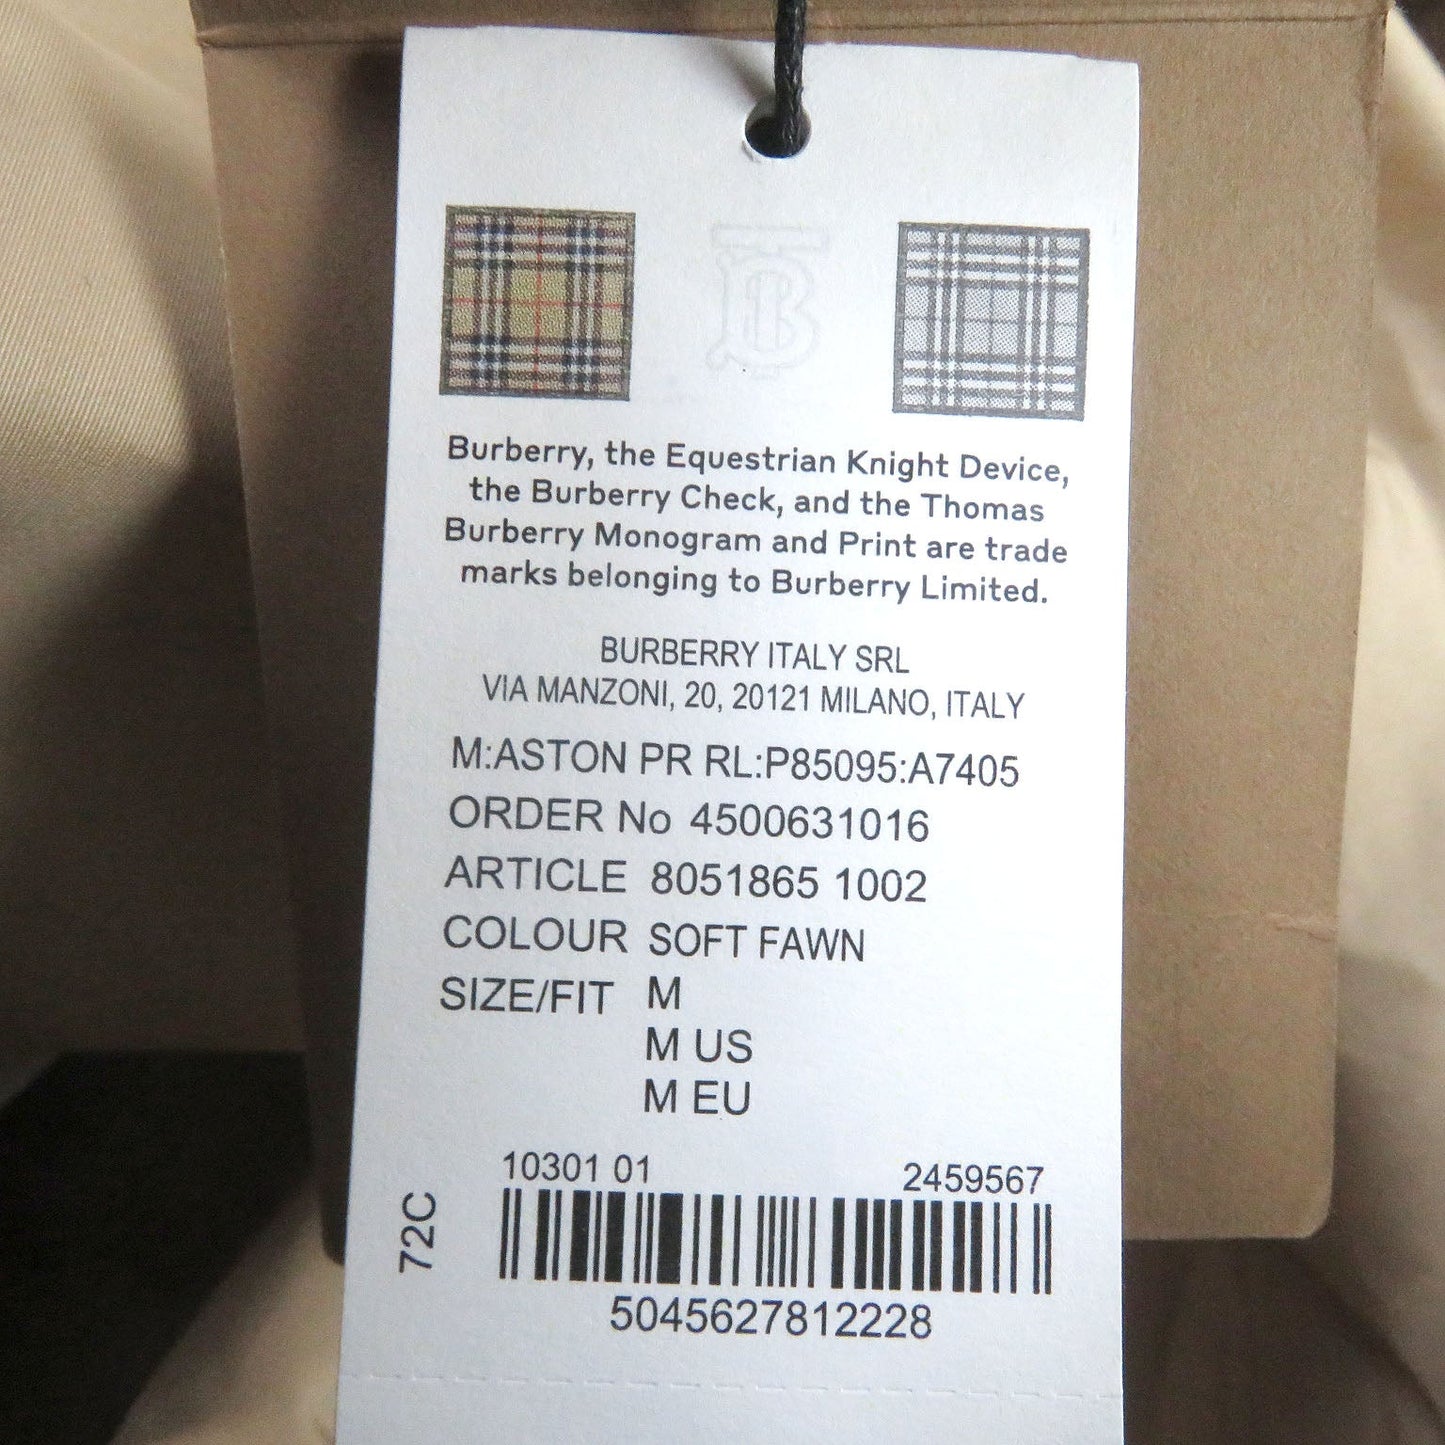 Burberry, the Equestrian Knight Device,
the Burberry Check, and the Thomas
Burberry Monogram and Print are trade
marks belonging to Burberry Limited.
BURBERRY ITALY SRL
VIA MANZONI, 20, 20121 MILANO, ITALY
M:ASTON PR RL:P85095:A7405
ORDER No 4500631016
ARTICLE 8051865 1002
COLOUR SOFT FAWN
SIZE/FIT M
M US
M EU
10301 01 2459567
72C
5045627812228